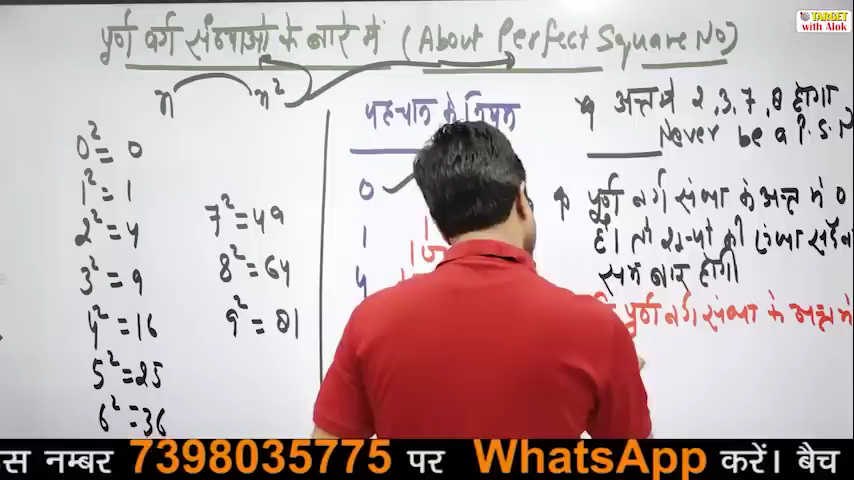 TARGET
with Alok
पूर्ण वर्ग संख्याओं के बारे में (About Perfect Square No)
n n²
0² = 0
1² = 1
2² = 4
3² = 9
4² = 16
5² = 25
6² = 36
7² = 49
8² = 64
9² = 81
पहचान के नियम
0
1
4
* अन्त में 2, 3, 7, 8 होगा
Never be a P.S.N
* पूर्ण वर्ग संख्या के अन्त में 0
है। तो शून्यों की संख्या सदैव
सम बार होगी
पूर्ण वर्ग संख्या के अन्त में
स नम्बर 7398035775 पर WhatsApp करें। बैच